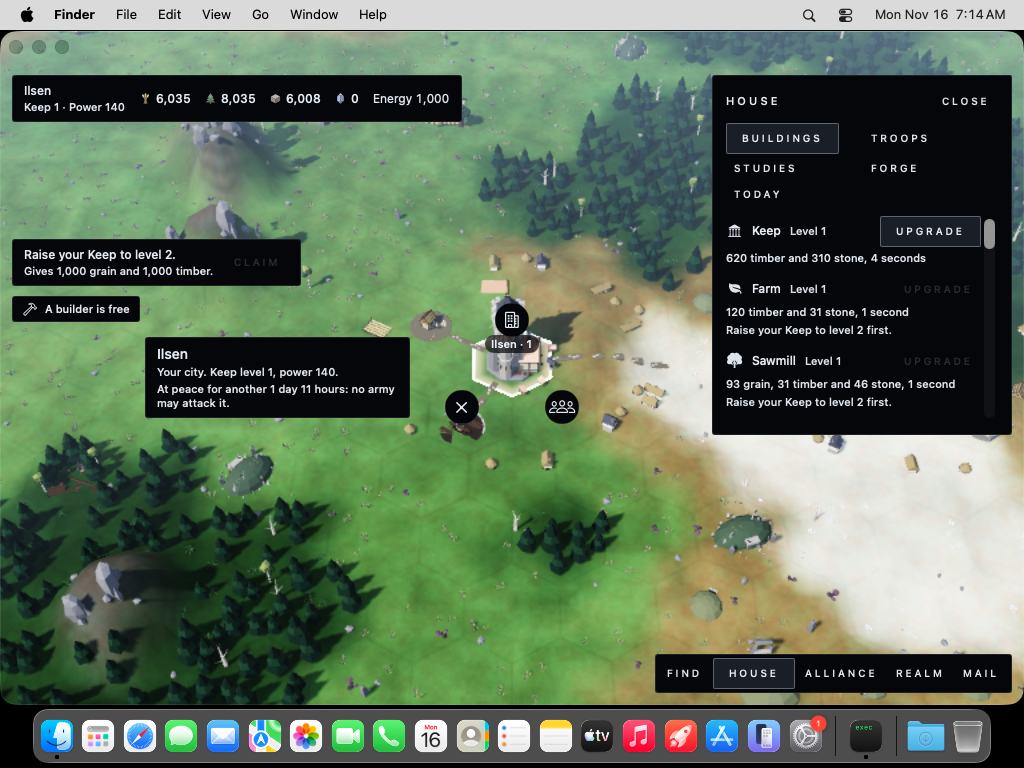 Finder File Edit View Go Window Help
Mon Nov 16 7:14 AM
Ilsen
Keep 1 · Power 140
6,035 8,035 6,008 0 Energy 1,000
Raise your Keep to level 2.
Gives 1,000 grain and 1,000 timber.
CLAIM
A builder is free
Ilsen
Your city. Keep level 1, power 140.
At peace for another 1 day 11 hours: no army
may attack it.
Ilsen · 1
HOUSE CLOSE
BUILDINGS TROOPS
STUDIES FORGE
TODAY
Keep Level 1 UPGRADE
620 timber and 310 stone, 4 seconds
Farm Level 1 UPGRADE
120 timber and 31 stone, 1 second
Raise your Keep to level 2 first.
Sawmill Level 1 UPGRADE
93 grain, 31 timber and 46 stone, 1 second
Raise your Keep to level 2 first.
FIND HOUSE ALLIANCE REALM MAIL
Mon
16
tv
1
exec